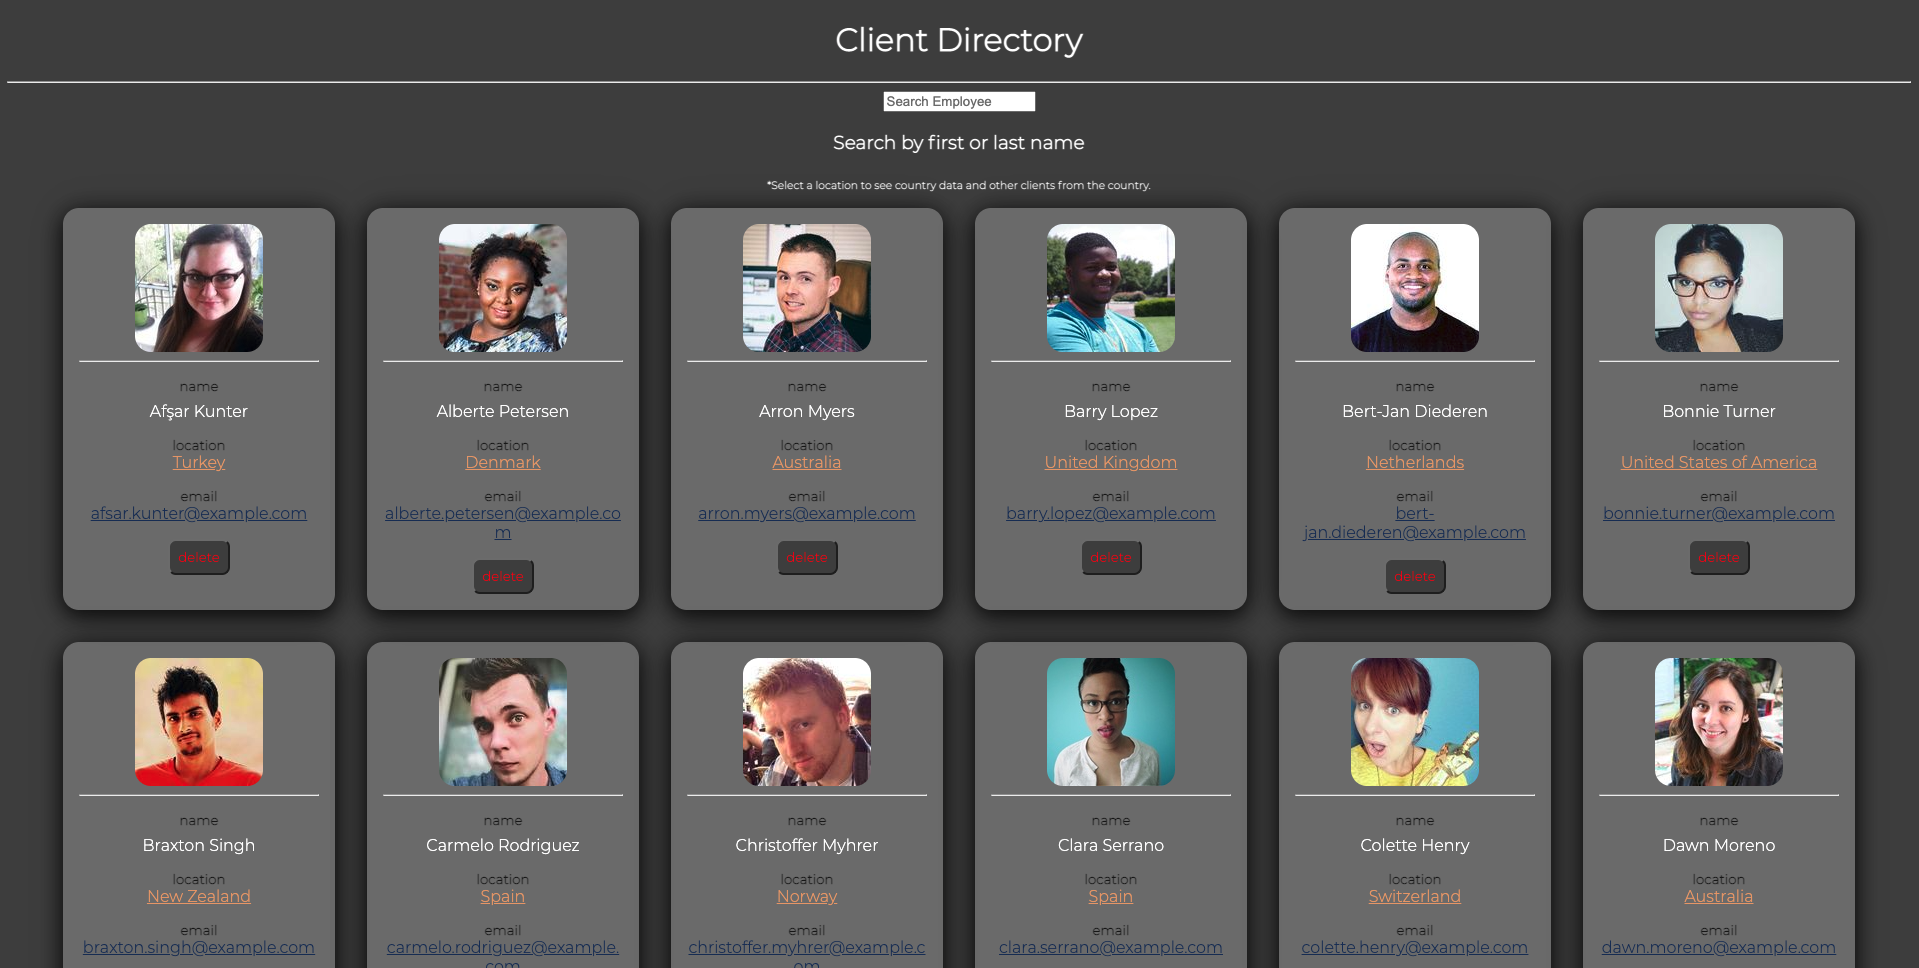 Client Directory
Search Employee
Search by first or last name
*Select a location to see country data and other clients from the country.
name
Afşar Kunter
location
Turkey
email
afsar.kunter@example.com
delete
name
Alberte Petersen
location
Denmark
email
alberte.petersen@example.co
m
delete
name
Arron Myers
location
Australia
email
arron.myers@example.com
delete
name
Barry Lopez
location
United Kingdom
email
barry.lopez@example.com
delete
name
Bert-Jan Diederen
location
Netherlands
email
bert-
jan.diederen@example.com
delete
name
Bonnie Turner
location
United States of America
email
bonnie.turner@example.com
delete
name
Braxton Singh
location
New Zealand
email
braxton.singh@example.com
name
Carmelo Rodriguez
location
Spain
email
carmelo.rodriguez@example.
com
name
Christoffer Myhrer
location
Norway
email
christoffer.myhrer@example.c
om
name
Clara Serrano
location
Spain
email
clara.serrano@example.com
name
Colette Henry
location
Switzerland
email
colette.henry@example.com
name
Dawn Moreno
location
Australia
email
dawn.moreno@example.com